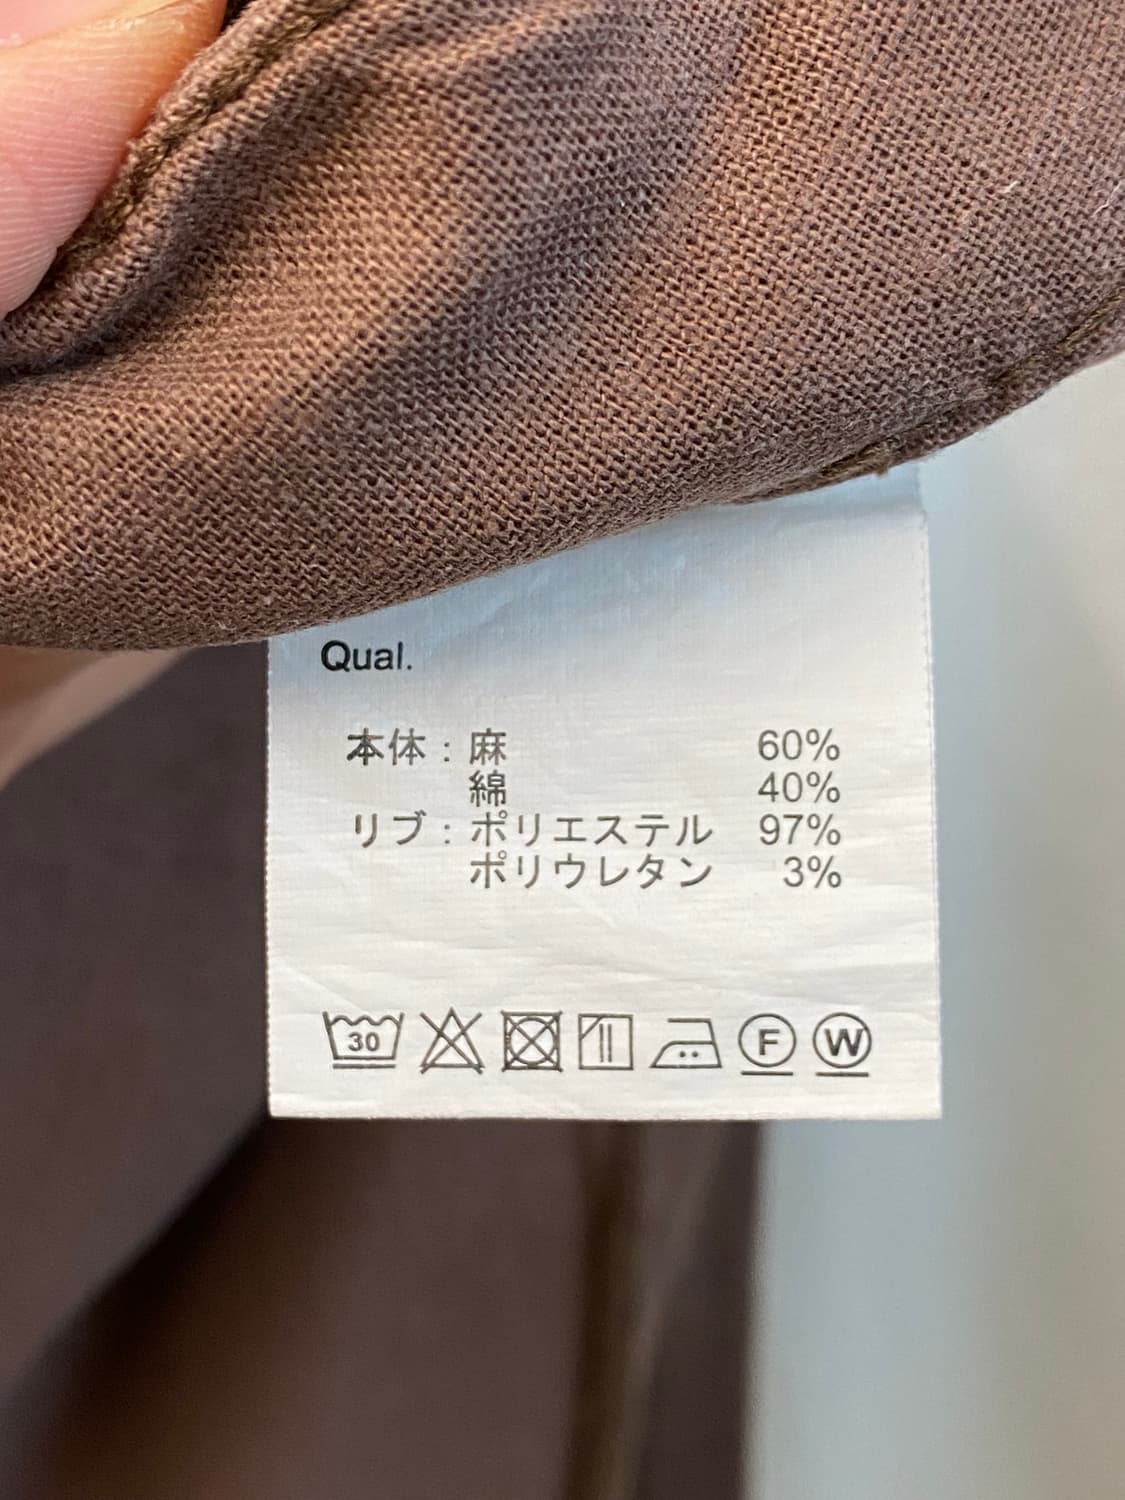 Qual.
本体：麻 60%
綿 40%
リブ：ポリエステル 97%
ポリウレタン 3%
30 F W